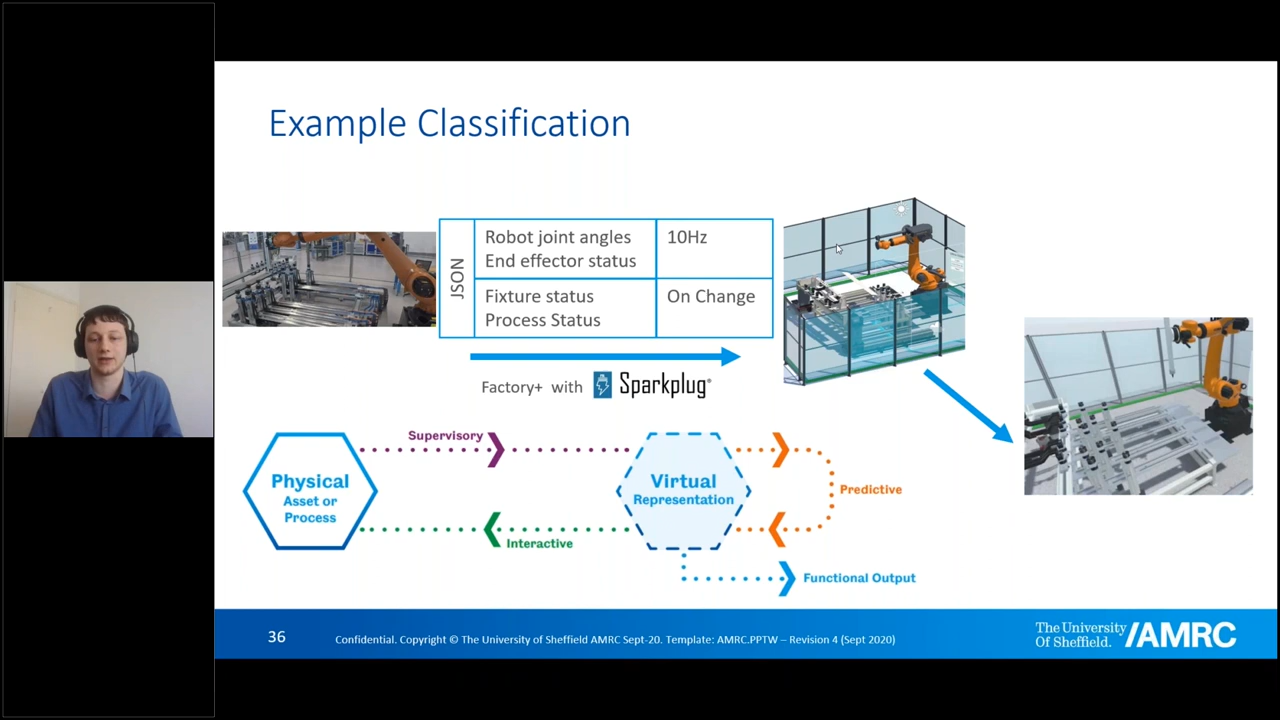 Example Classification
JSON
Robot joint angles
End effector status
10Hz
Fixture status
Process Status
On Change
Factory+ with Sparkplug®
Supervisory
Physical
Asset or
Process
Virtual
Representation
Predictive
Interactive
Functional Output
36
Confidential. Copyright © The University of Sheffield AMRC Sept-20. Template: AMRC.PPTW – Revision 4 (Sept 2020)
The University
Of Sheffield.
AMRC